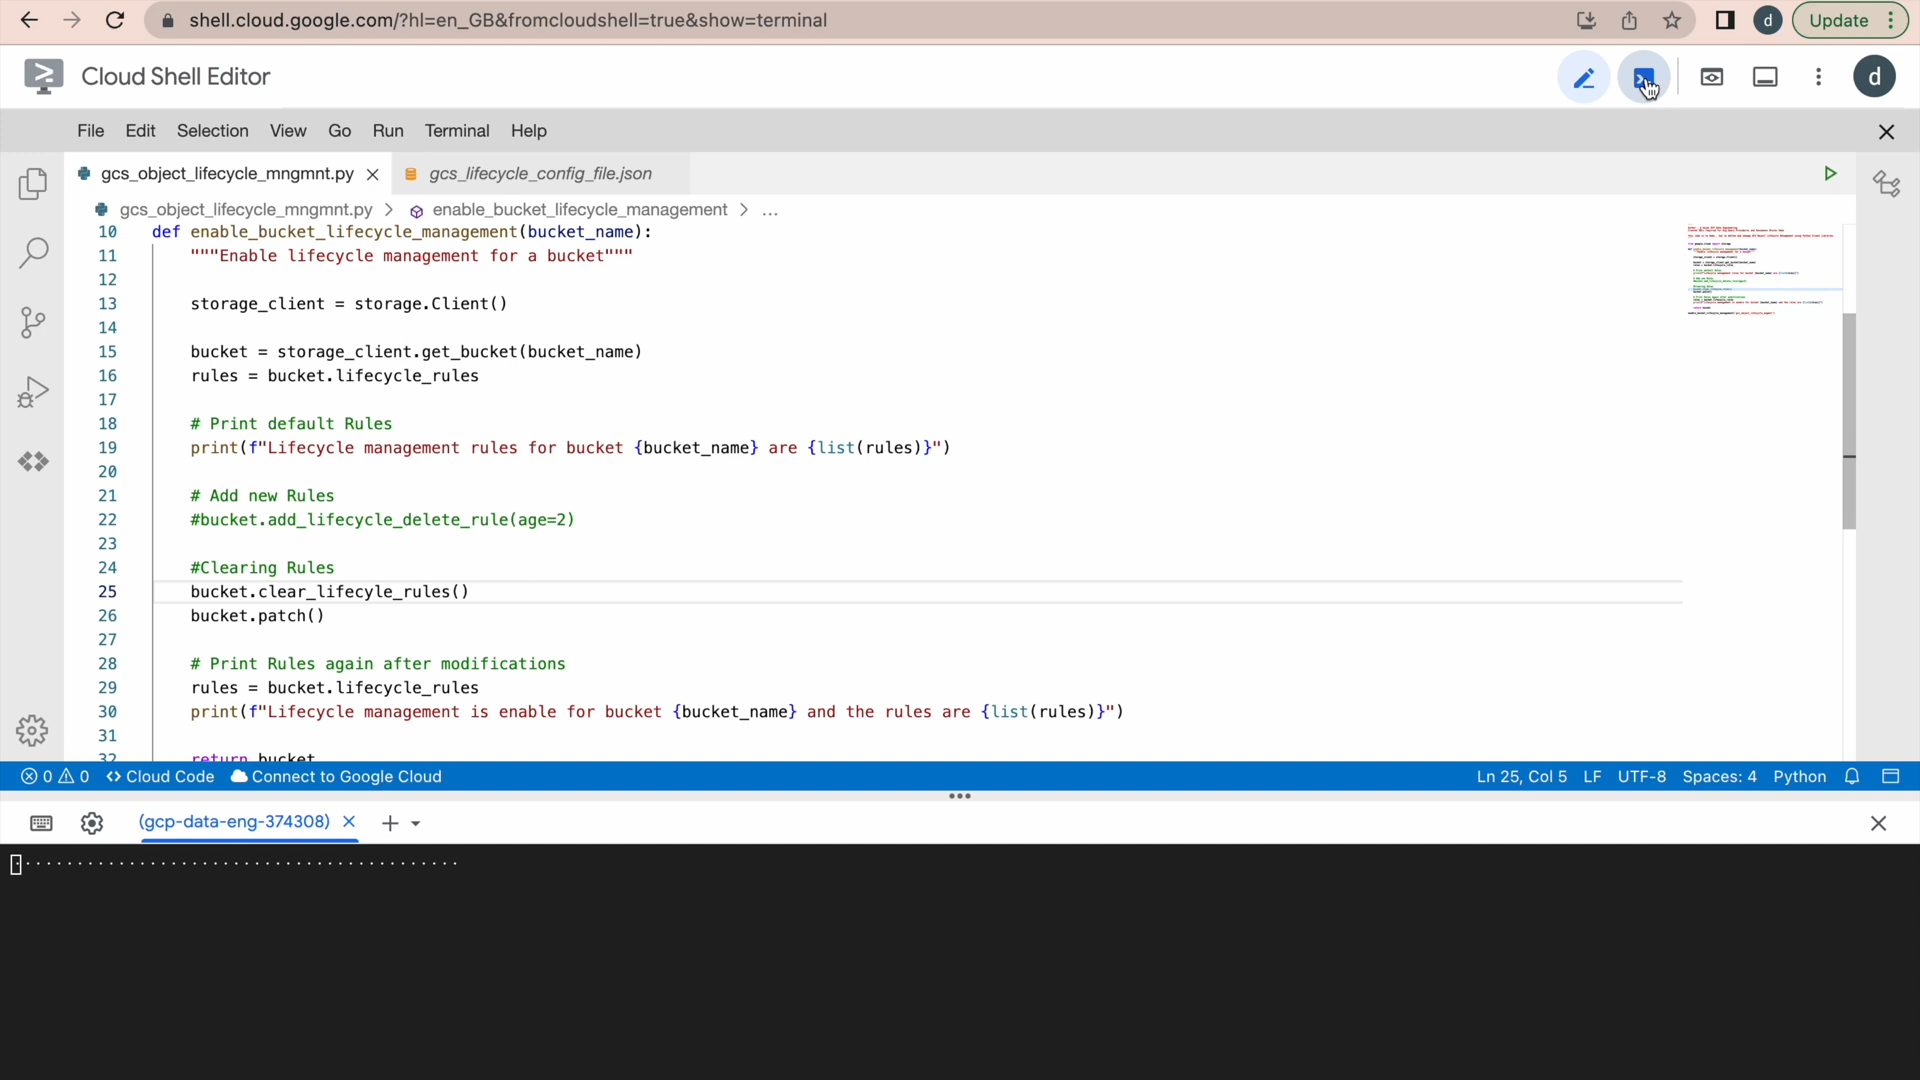 shell.cloud.google.com/?hl=en_GB&fromcloudshell=true&show=terminal
d
Update
Cloud Shell Editor
d
File Edit Selection View Go Run Terminal Help
gcs_object_lifecycle_mngmnt.py gcs_lifecycle_config_file.json
gcs_object_lifecycle_mngmnt.py > enable_bucket_lifecycle_management > ...
10 def enable_bucket_lifecycle_management(bucket_name):
11 """Enable lifecycle management for a bucket"""
12
13 storage_client = storage.Client()
14
15 bucket = storage_client.get_bucket(bucket_name)
16 rules = bucket.lifecycle_rules
17
18 # Print default Rules
19 print(f"Lifecycle management rules for bucket {bucket_name} are {list(rules)}")
20
21 # Add new Rules
22 #bucket.add_lifecycle_delete_rule(age=2)
23
24 #Clearing Rules
25 bucket.clear_lifecyle_rules()
26 bucket.patch()
27
28 # Print Rules again after modifications
29 rules = bucket.lifecycle_rules
30 print(f"Lifecycle management is enable for bucket {bucket_name} and the rules are {list(rules)}")
31
32 return bucket
0 0 Cloud Code Connect to Google Cloud Ln 25, Col 5 LF UTF-8 Spaces: 4 Python
(gcp-data-eng-374308)